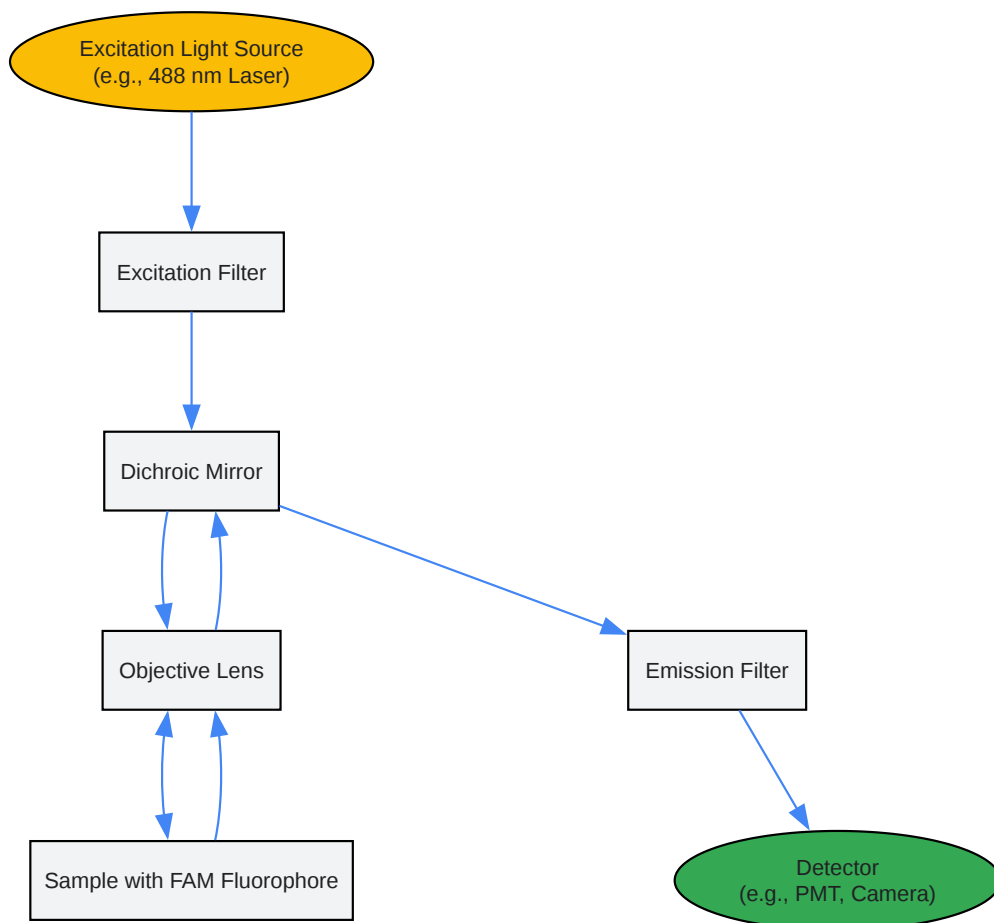 Excitation Light Source
(e.g., 488 nm Laser)
Excitation Filter
Dichroic Mirror
Objective Lens
Emission Filter
Sample with FAM Fluorophore
Detector
(e.g., PMT, Camera)